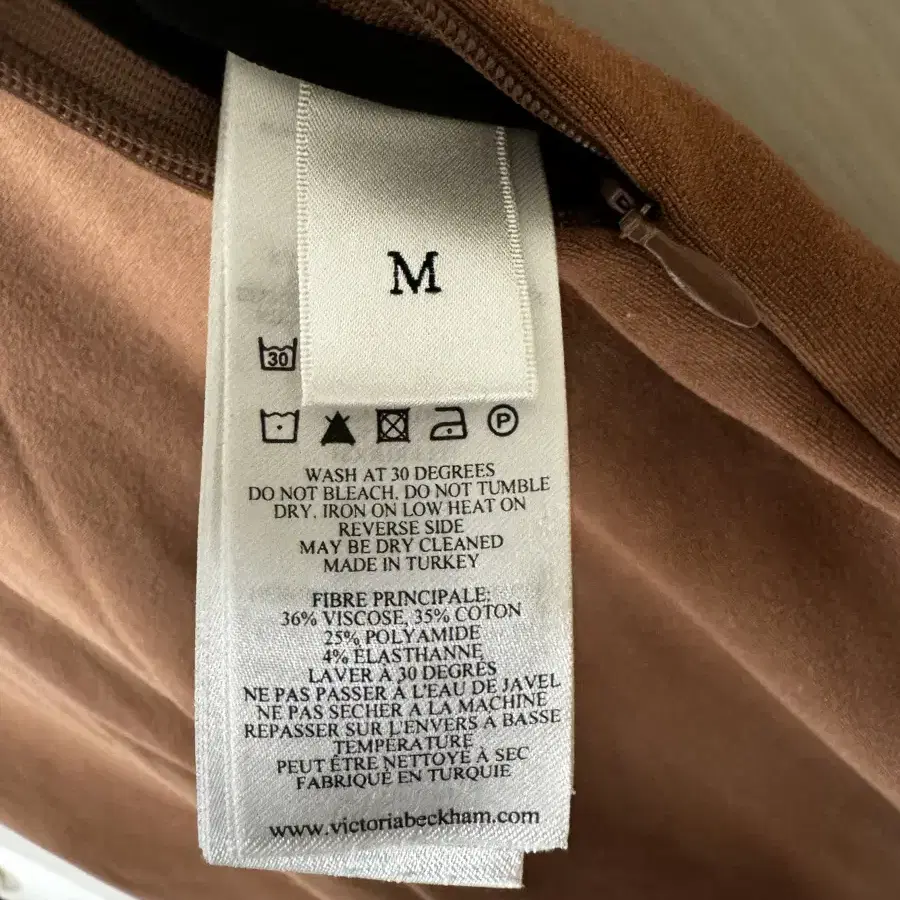 M
30
P
WASH AT 30 DEGREES
DO NOT BLEACH, DO NOT TUMBLE
DRY, IRON ON LOW HEAT ON
REVERSE SIDE
MAY BE DRY CLEANED
MADE IN TURKEY
FIBRE PRINCIPALE:
36% VISCOSE, 35% COTON
25% POLYAMIDE
4% ELASTHANNE
LAVER À 30 DEGRÉS
NE PAS PASSER À L'EAU DE JAVEL
NE PAS SECHER A LA MACHINE
REPASSER SUR L'ENVERS A BASSE
TEMPÉRATURE
PEUT ÊTRE NETTOYÉ À SEC
FABRIQUÉ EN TURQUIE
www.victoriabeckham.com